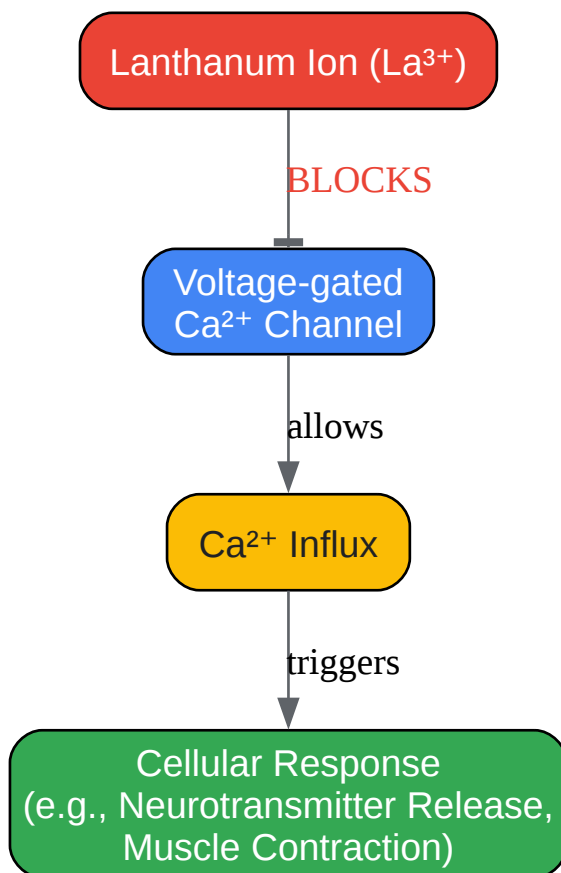 Lanthanum Ion (La³⁺)
BLOCKS
Voltage-gated
Ca²⁺ Channel
allows
Ca²⁺ Influx
triggers
Cellular Response
(e.g., Neurotransmitter Release,
Muscle Contraction)